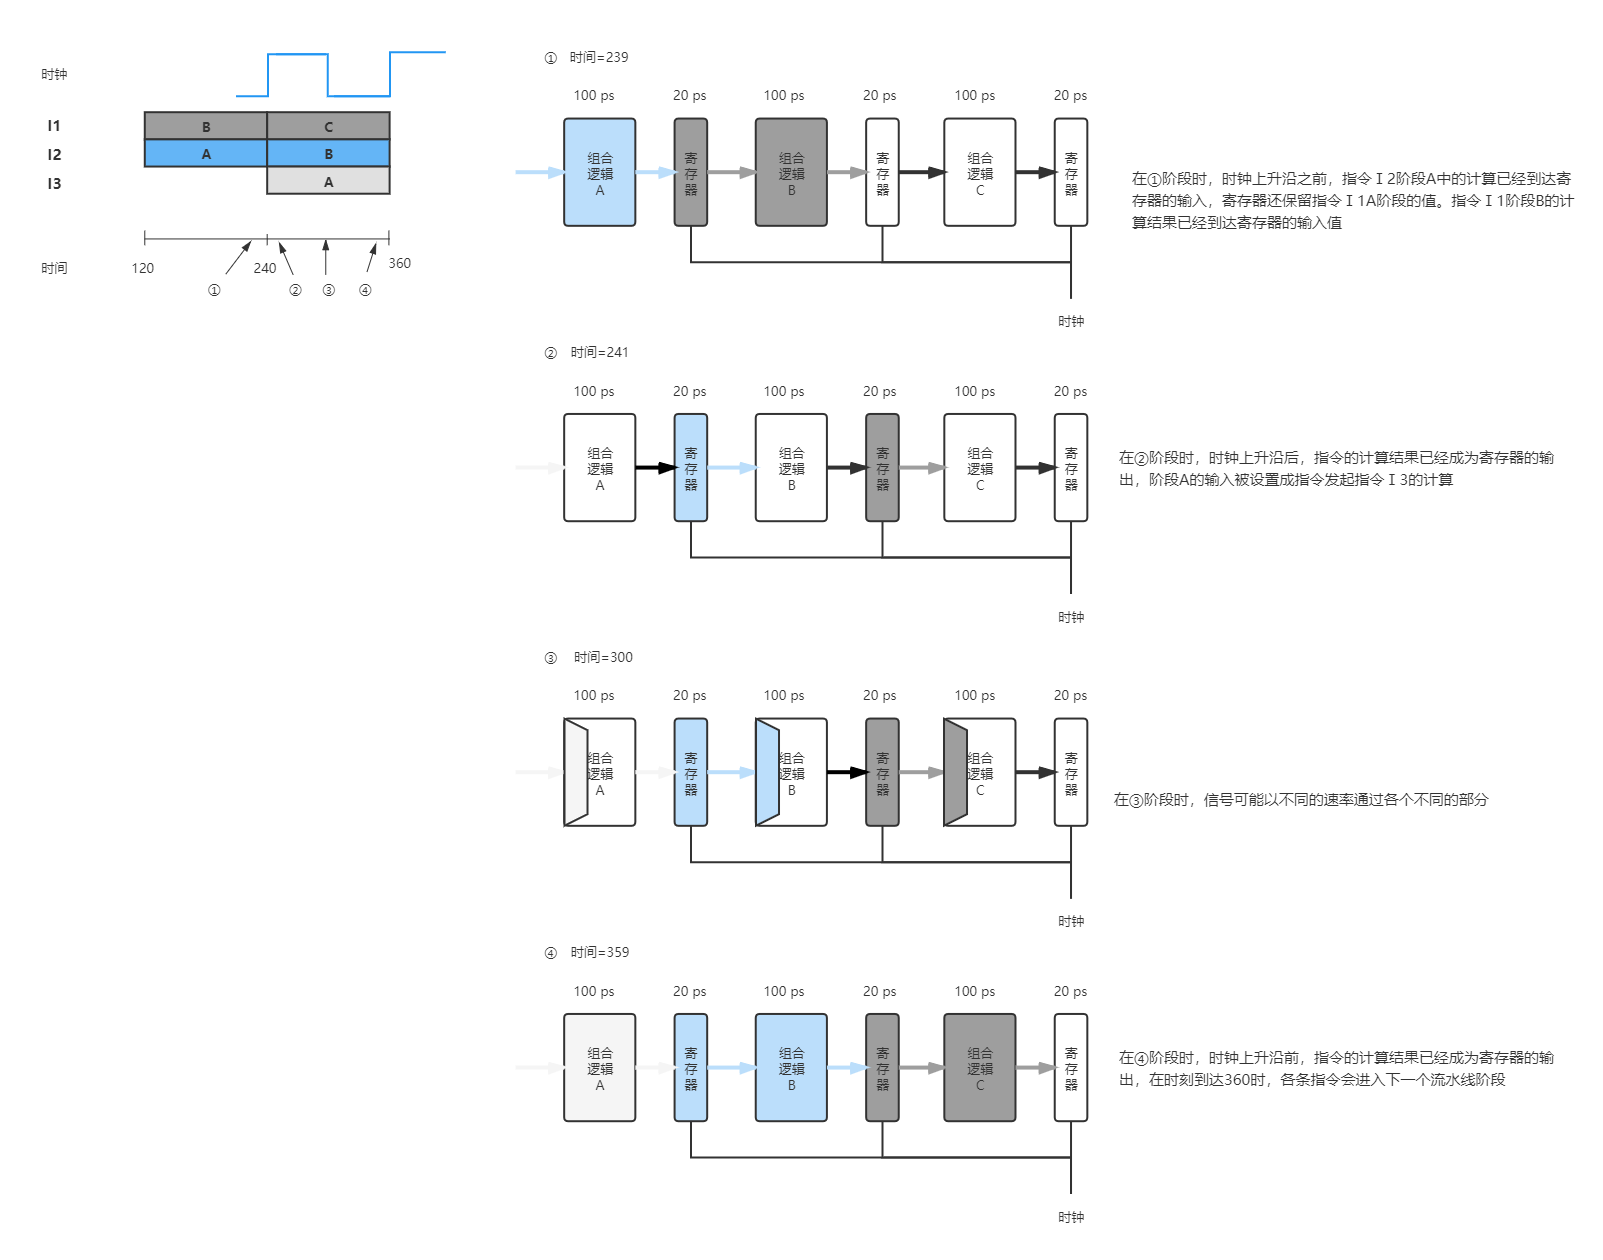 时钟
I1
B
C
I2
A
B
I3
A
时间
120
240
360
①
②
③
④
① 时间=239
100 ps
20 ps
100 ps
20 ps
100 ps
20 ps
组合
逻辑
A
寄
存
器
组合
逻辑
B
寄
存
器
组合
逻辑
C
寄
存
器
时钟
在①阶段时，时钟上升沿之前，指令Ⅰ2阶段A中的计算已经到达寄
存器的输入，寄存器还保留指令Ⅰ1A阶段的值。指令Ⅰ1阶段B的计
算结果已经到达寄存器的输入值
② 时间=241
100 ps
20 ps
100 ps
20 ps
100 ps
20 ps
组合
逻辑
A
寄
存
器
组合
逻辑
B
寄
存
器
组合
逻辑
C
寄
存
器
时钟
在②阶段时，时钟上升沿后，指令的计算结果已经成为寄存器的输
出，阶段A的输入被设置成指令发起指令Ⅰ3的计算
③ 时间=300
100 ps
20 ps
100 ps
20 ps
100 ps
20 ps
组合
逻辑
A
寄
存
器
组合
逻辑
B
寄
存
器
组合
逻辑
C
寄
存
器
时钟
在③阶段时，信号可能以不同的速率通过各个不同的部分
④ 时间=359
100 ps
20 ps
100 ps
20 ps
100 ps
20 ps
组合
逻辑
A
寄
存
器
组合
逻辑
B
寄
存
器
组合
逻辑
C
寄
存
器
时钟
在④阶段时，时钟上升沿前，指令的计算结果已经成为寄存器的输
出，在时刻到达360时，各条指令会进入下一个流水线阶段